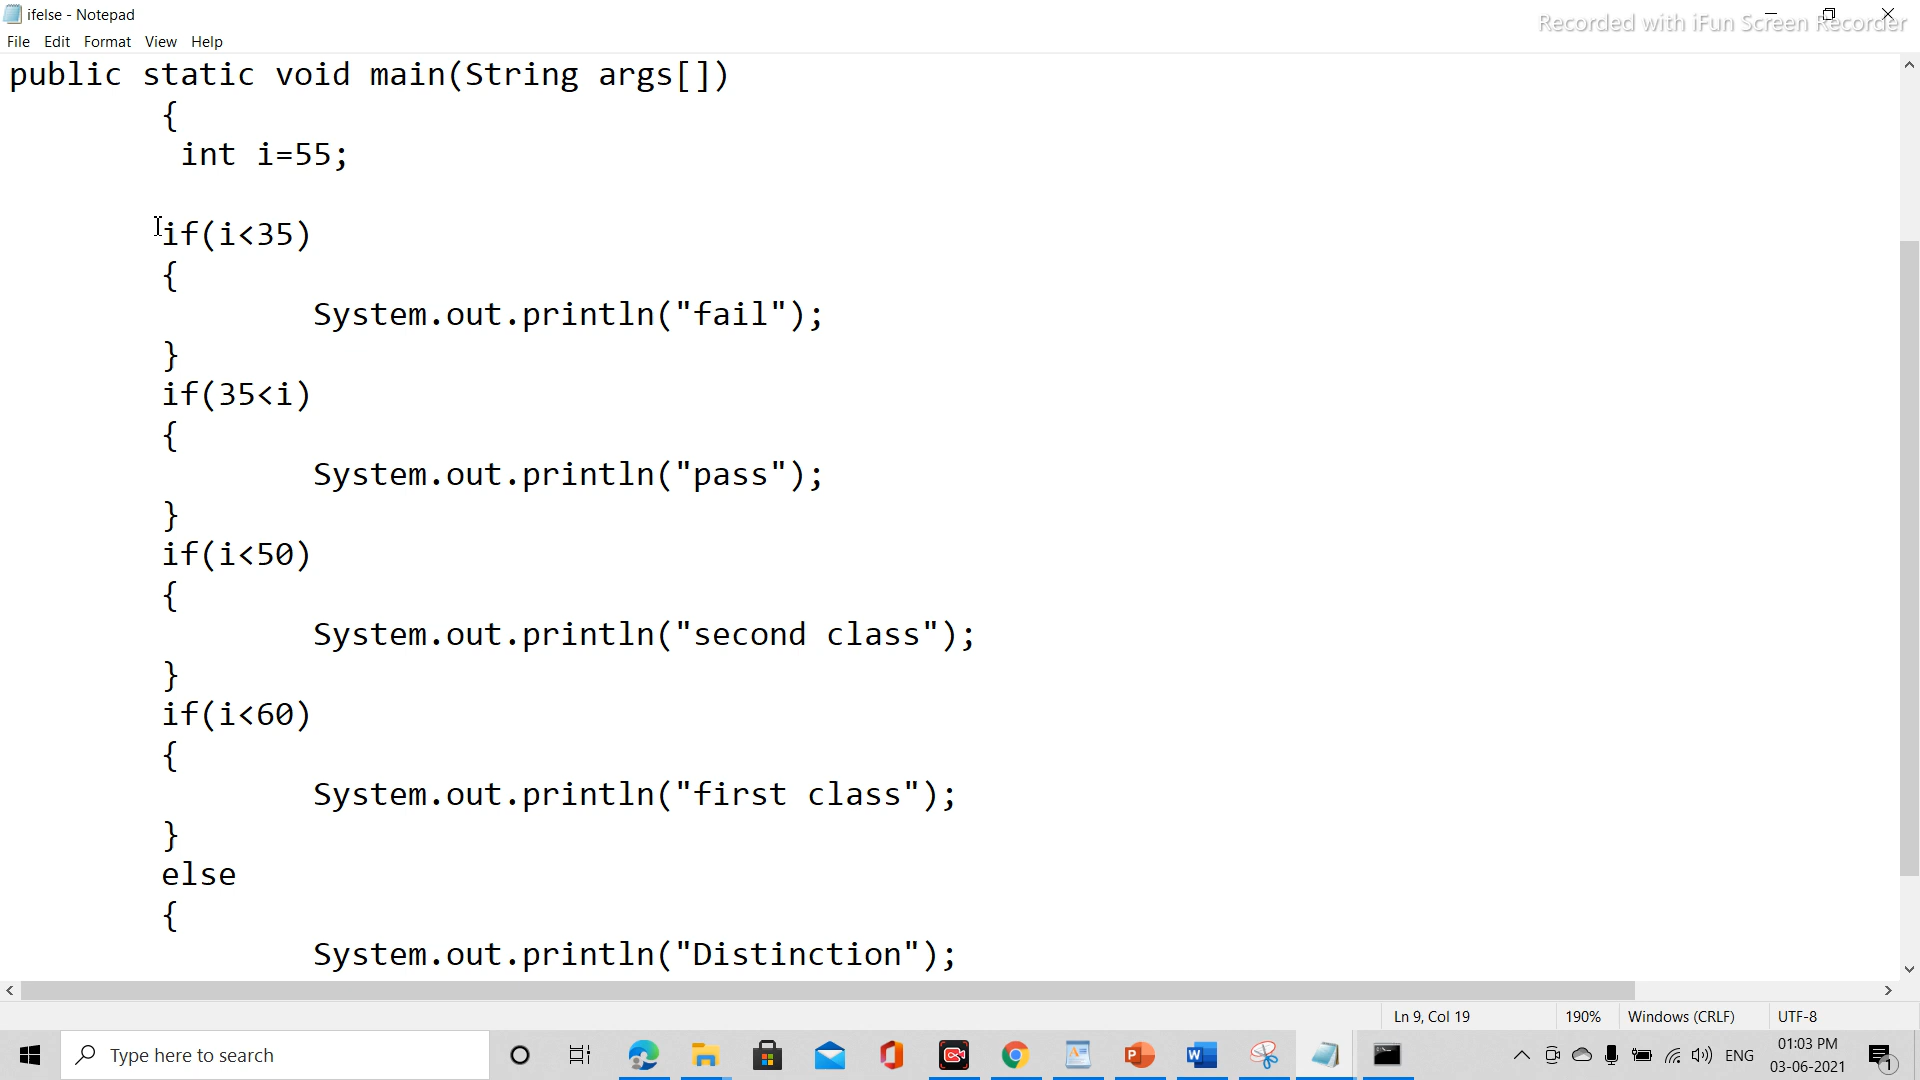 ifelse - Notepad
Recorded with iFun Screen Recorder
File Edit Format View Help
public static void main(String args[])
{
int i=55;
if(i<35)
{
System.out.println("fail");
}
if(35<i)
{
System.out.println("pass");
}
if(i<50)
{
System.out.println("second class");
}
if(i<60)
{
System.out.println("first class");
}
else
{
System.out.println("Distinction");
Ln 9, Col 19 190% Windows (CRLF) UTF-8
Type here to search
ENG
01:03 PM
03-06-2021
1